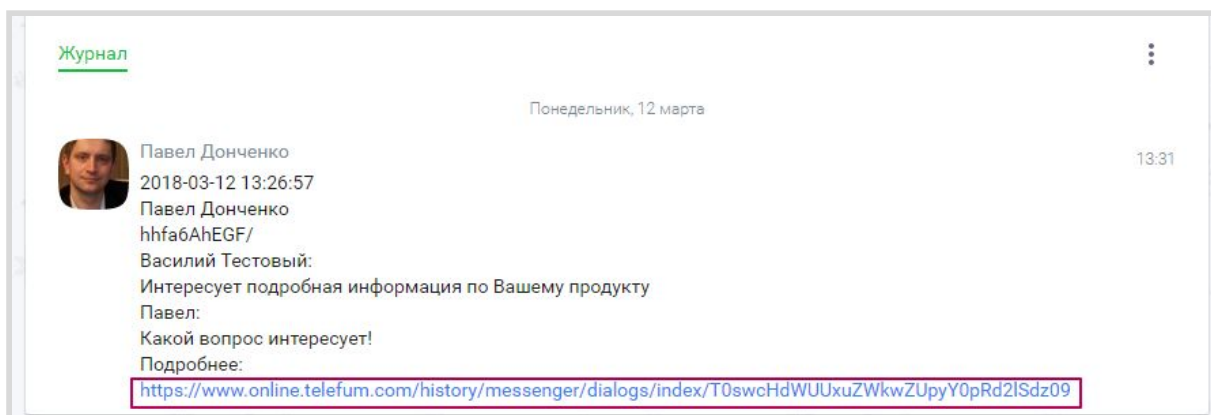 Журнал
Понедельник, 12 марта
Павел Донченко
13:31
2018-03-12 13:26:57
Павел Донченко
hhfa6AhEGF/
Василий Тестовый:
Интересует подробная информация по Вашему продукту
Павел:
Какой вопрос интересует!
Подробнее:
https://www.online.telefum.com/history/messenger/dialogs/index/T0swcHdWUUxuZWkwZUpyY0pRd2lSdz09